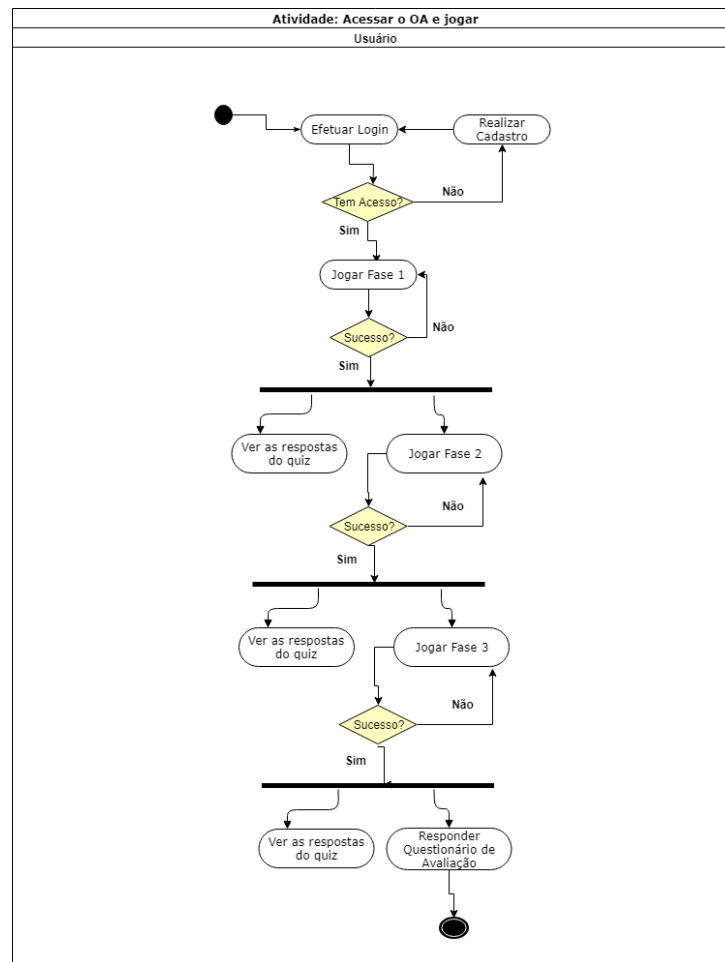 Atividade: Acessar o OA e jogar
Usuário
Efetuar Login
Realizar
Cadastro
Tem Acesso?
Não
Sim
Jogar Fase 1
Não
Sucesso?
Sim
Ver as respostas
do quiz
Jogar Fase 2
Não
Sucesso?
Sim
Ver as respostas
do quiz
Jogar Fase 3
Não
Sucesso?
Sim
Ver as respostas
do quiz
Responder
Questionário de
Avaliação